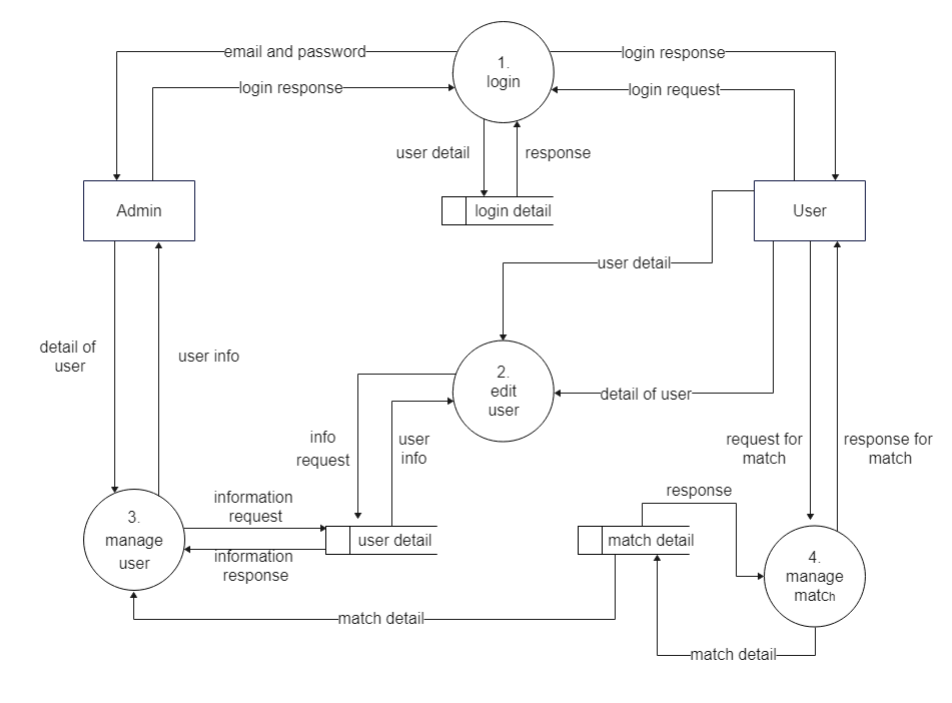 email and password
1.
login
login response
login response
login request
user detail
response
login detail
Admin
User
user detail
detail of
user
user info
2.
edit
user
detail of user
info
request
user
info
request for
match
response for
match
information
request
response
3.
manage
user
user detail
match detail
information
response
4.
manage
match
match detail
match detail